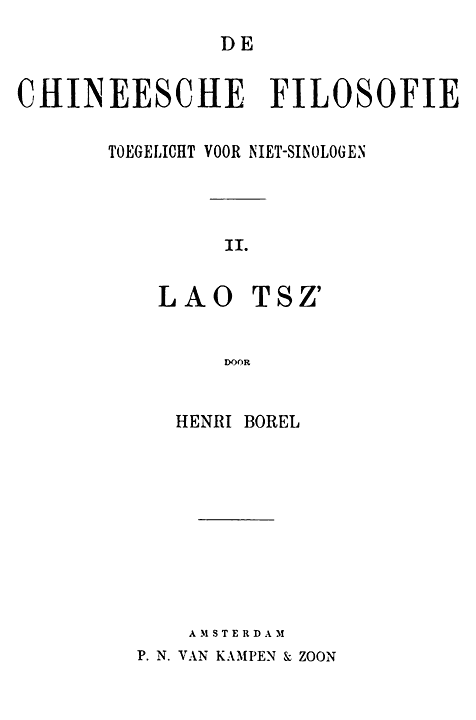 DE
CHINEESCHE FILOSOFIE
TOEGELICHT VOOR NIET-SINOLOGEN
II.
LAO TSZ’
DOOR
HENRI BOREL
AMSTERDAM
P. N. VAN KAMPEN & ZOON